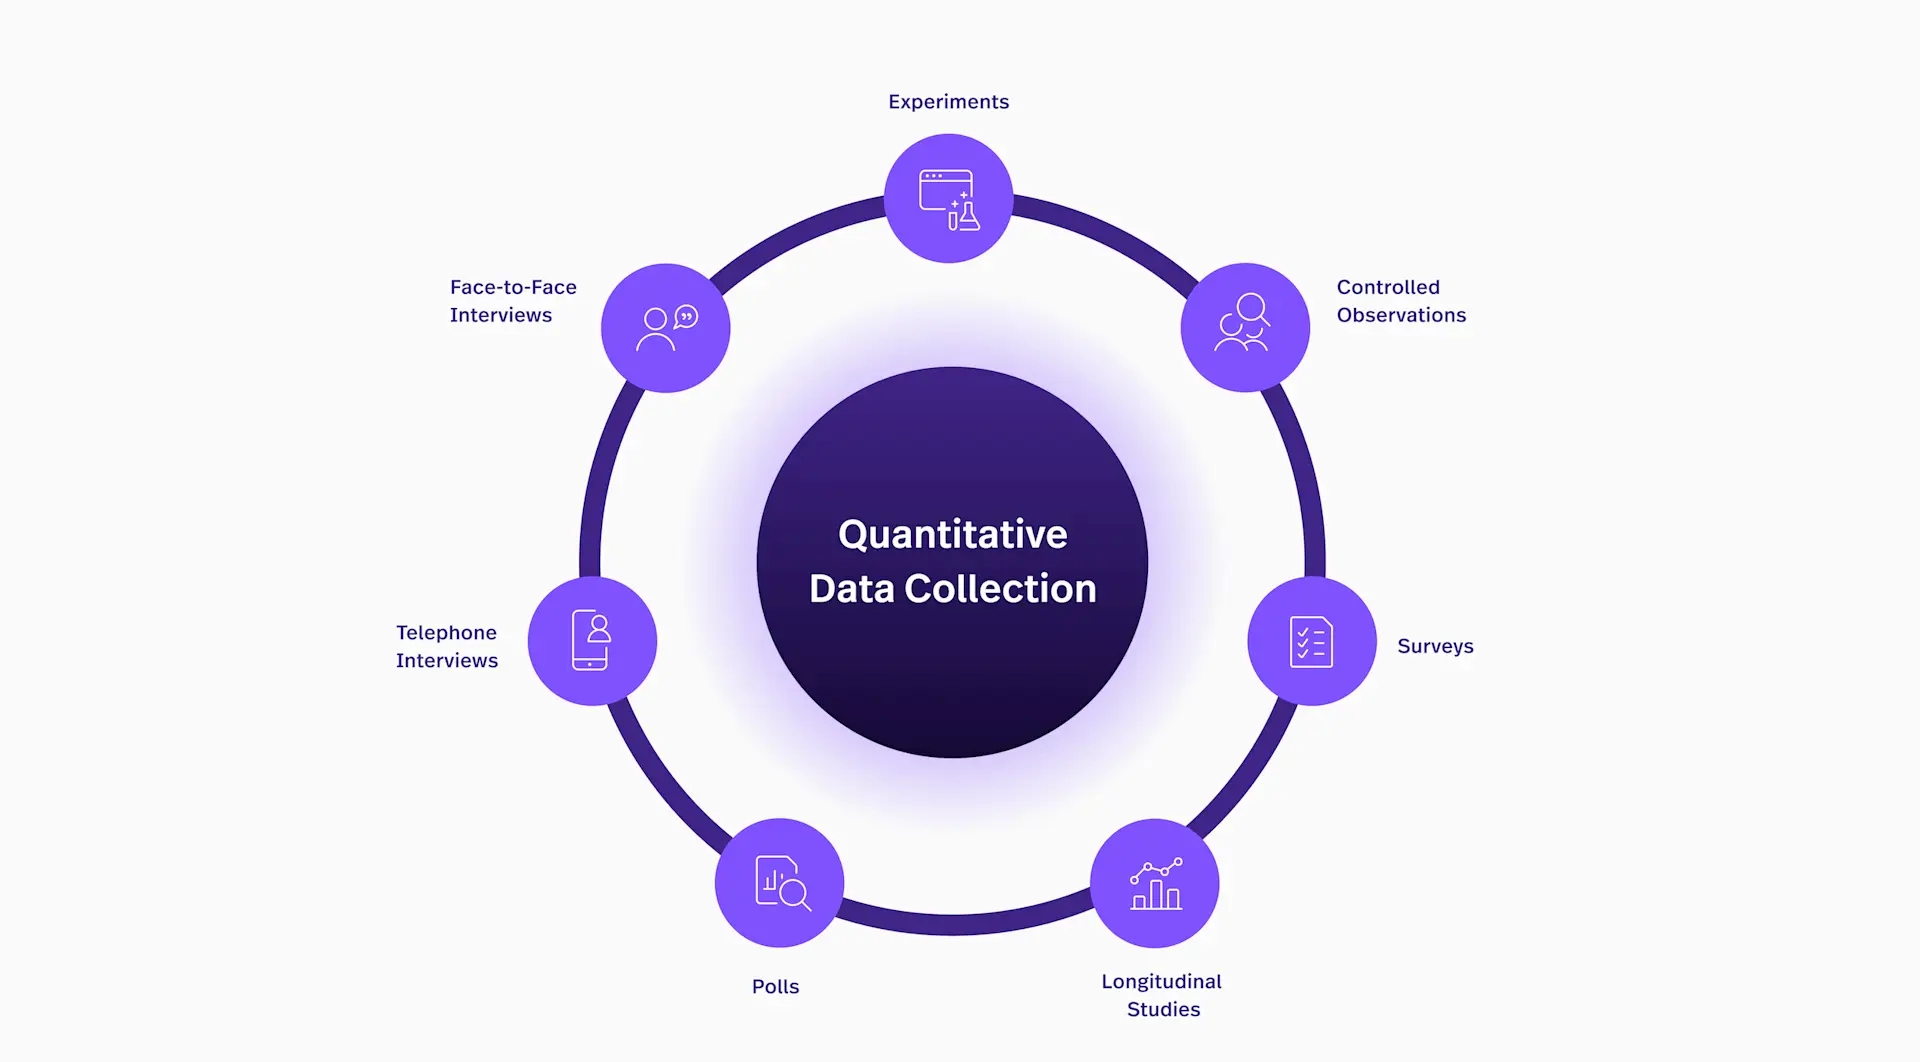 Experiments
Face-to-Face
Interviews
Controlled
Observations
Quantitative
Data Collection
Telephone
Interviews
Surveys
Polls
Longitudinal
Studies